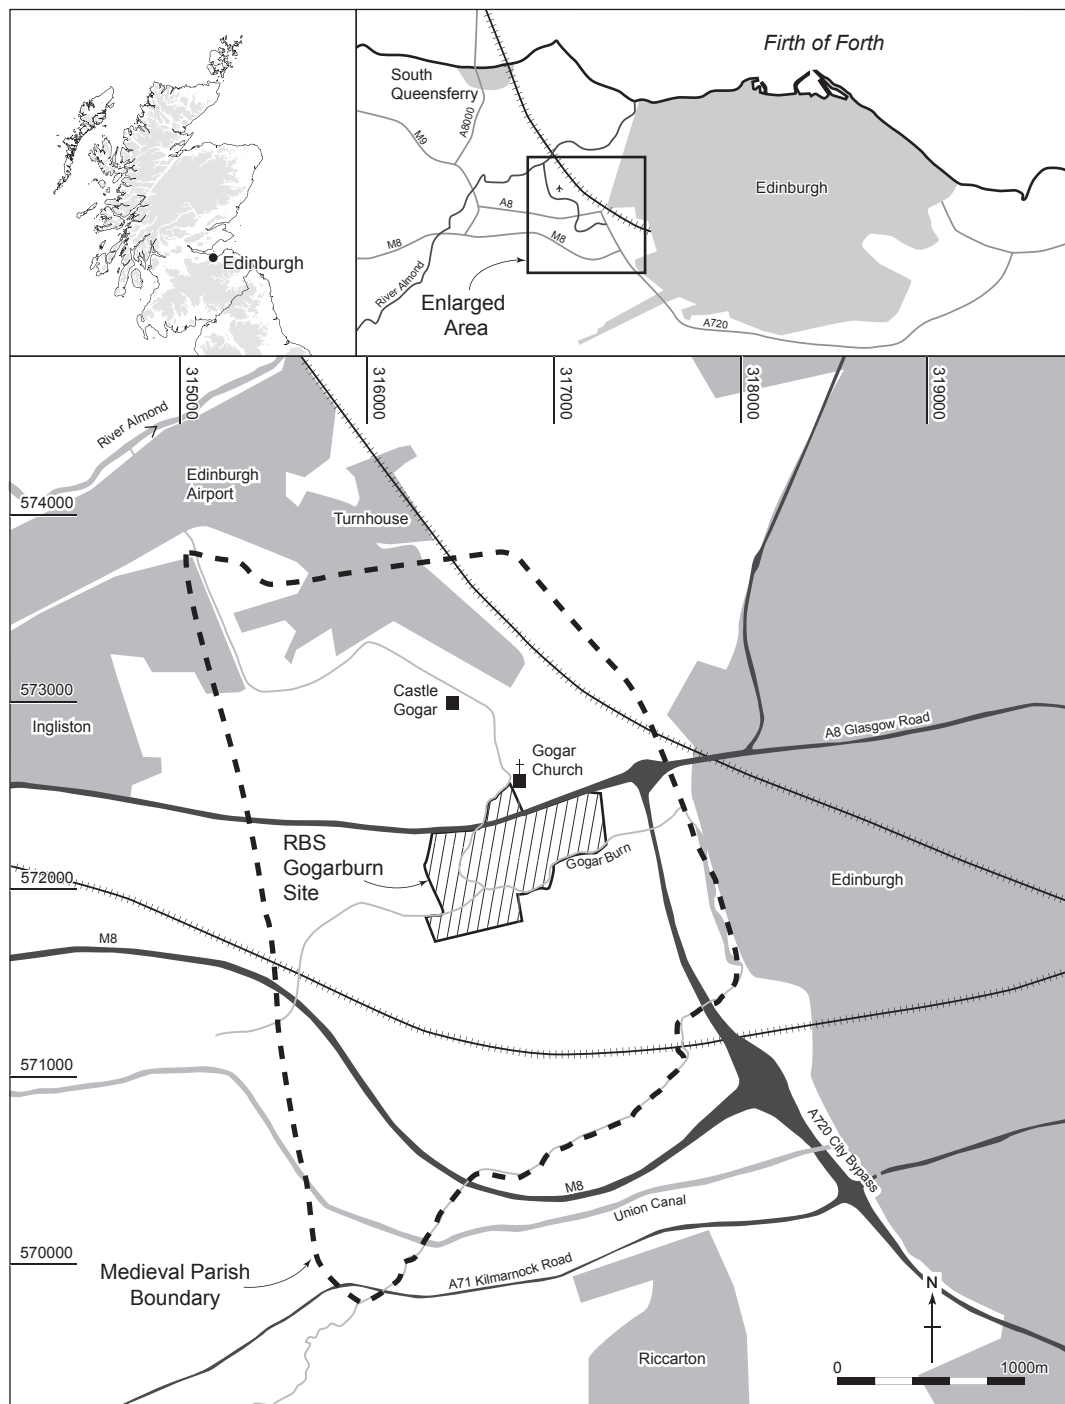 Edinburgh
Firth of Forth
South
Queensferry
A8000
M9
Edinburgh
A8
M8
M8
River Almond
Enlarged
Area
A720
315000
316000
317000
318000
319000
River Almond
Edinburgh
Airport
574000
Turnhouse
573000
Castle
Gogar
Ingliston
A8 Glasgow Road
Gogar
Church
RBS
Gogarburn
Site
Gogar Burn
572000
Edinburgh
M8
571000
A720 City Bypass
M8
Union Canal
570000
Medieval Parish
Boundary
A71 Kilmarnock Road
N
Riccarton
0
1000m